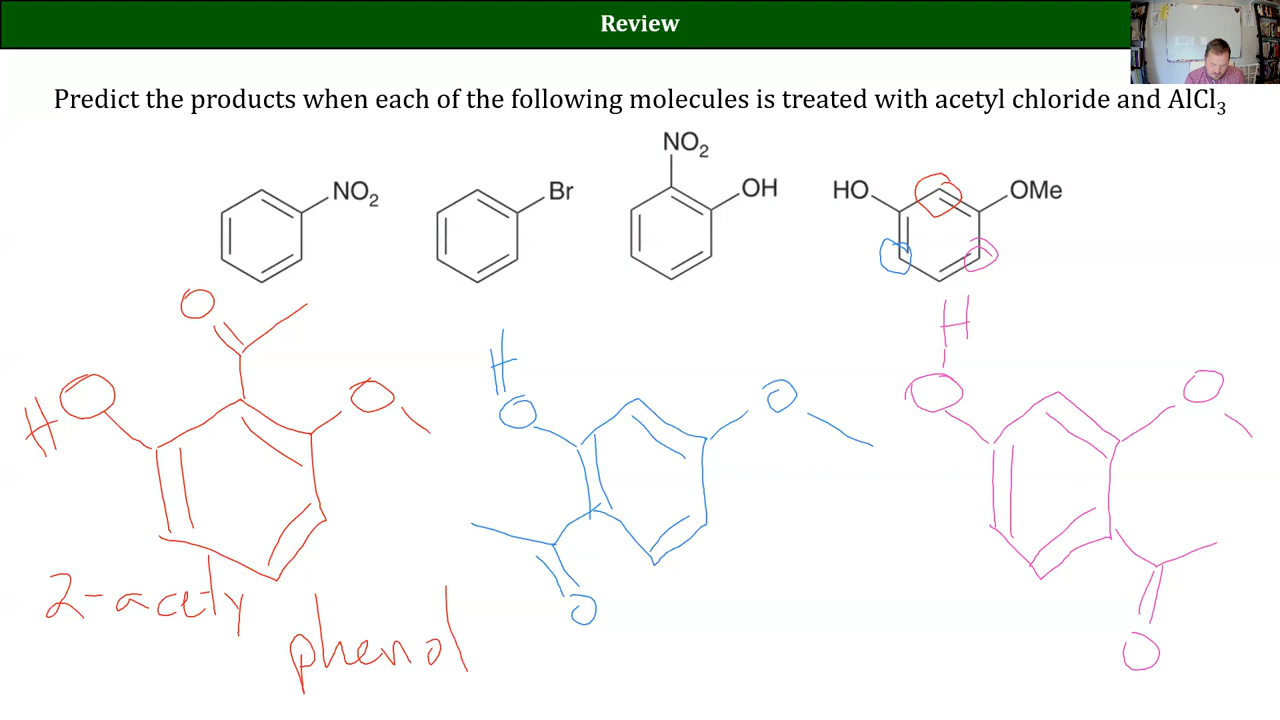 Review
Predict the products when each of the following molecules is treated with acetyl chloride and AlCl₃
NO₂
Br
NO₂
OH
HO
OMe
O
H
O
O
H
O
O
O
H
O
O
O
2-acety
phenol